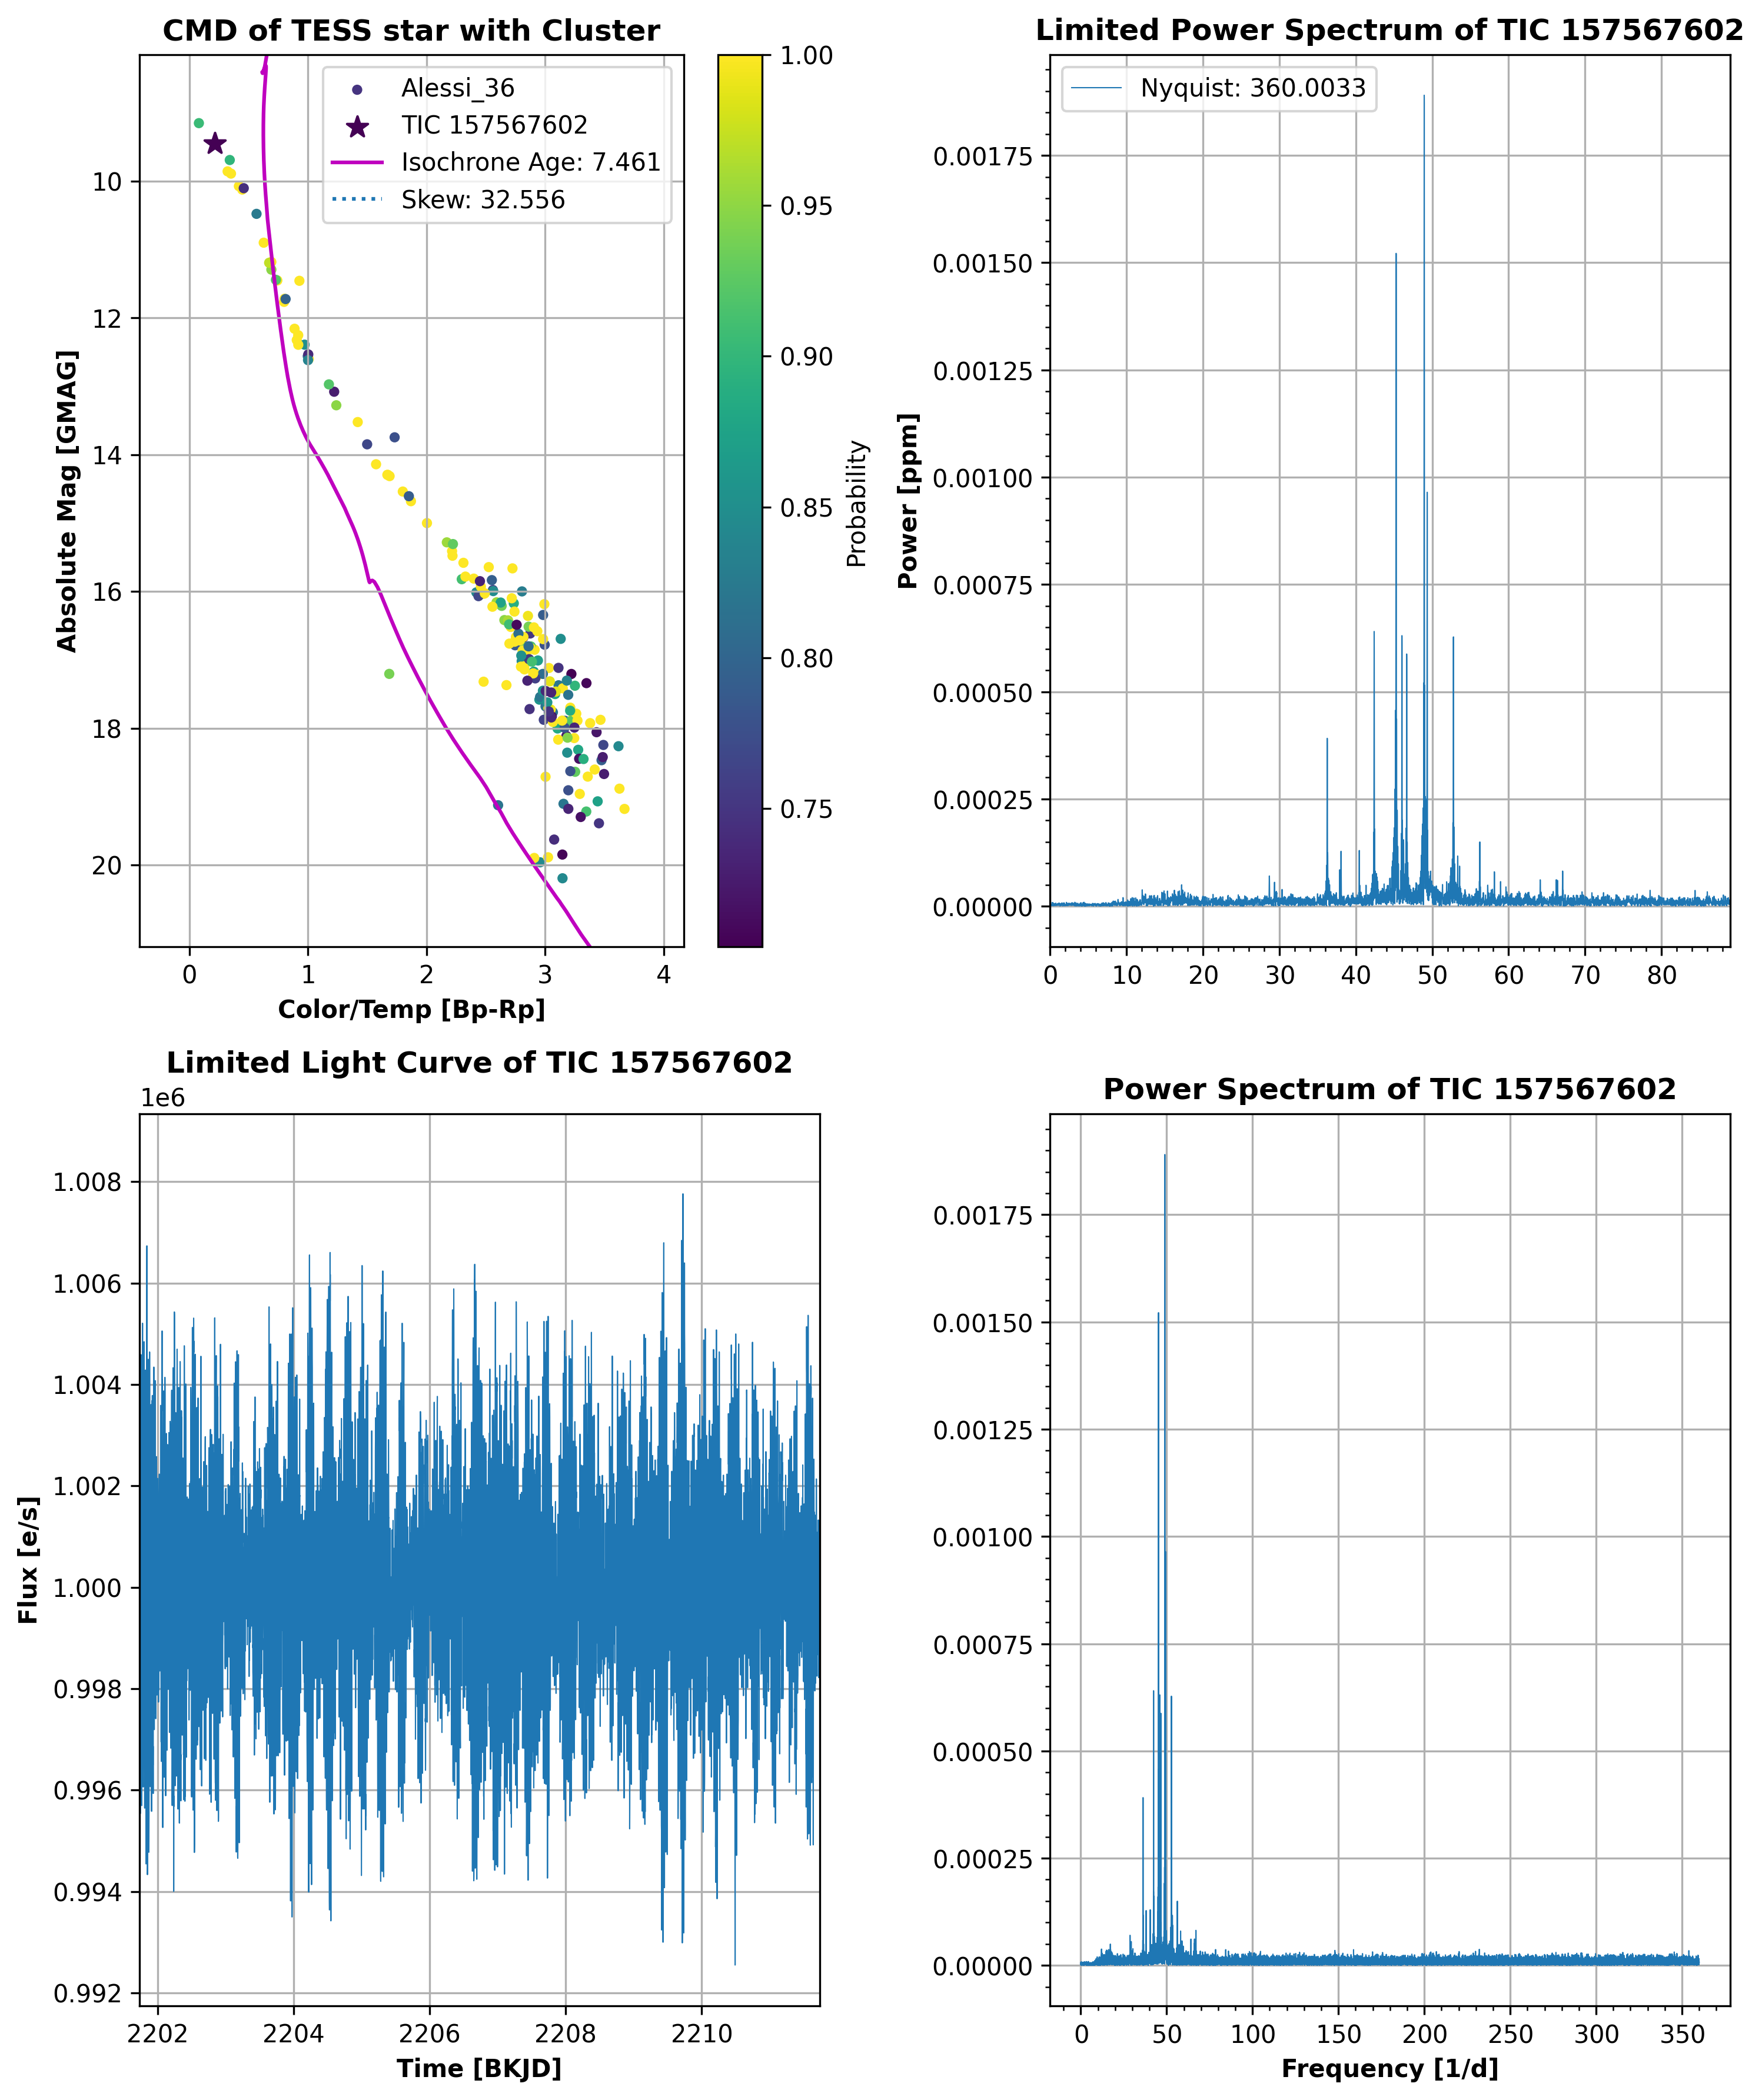 CMD of TESS star with Cluster
Alessi_36
TIC 157567602
Isochrone Age: 7.461
Skew: 32.556
10
12
14
16
18
20
0 1 2 3 4
Absolute Mag [GMAG]
Color/Temp [Bp-Rp]
1.00
0.95
0.90
0.85
0.80
0.75
Probability
Limited Power Spectrum of TIC 157567602
Nyquist: 360.0033
0.00175
0.00150
0.00125
0.00100
0.00075
0.00050
0.00025
0.00000
Power [ppm]
0 10 20 30 40 50 60 70 80
Limited Light Curve of TIC 157567602
1e6
1.008
1.006
1.004
1.002
1.000
0.998
0.996
0.994
0.992
Flux [e/s]
2202 2204 2206 2208 2210
Time [BKJD]
Power Spectrum of TIC 157567602
0.00175
0.00150
0.00125
0.00100
0.00075
0.00050
0.00025
0.00000
0 50 100 150 200 250 300 350
Frequency [1/d]